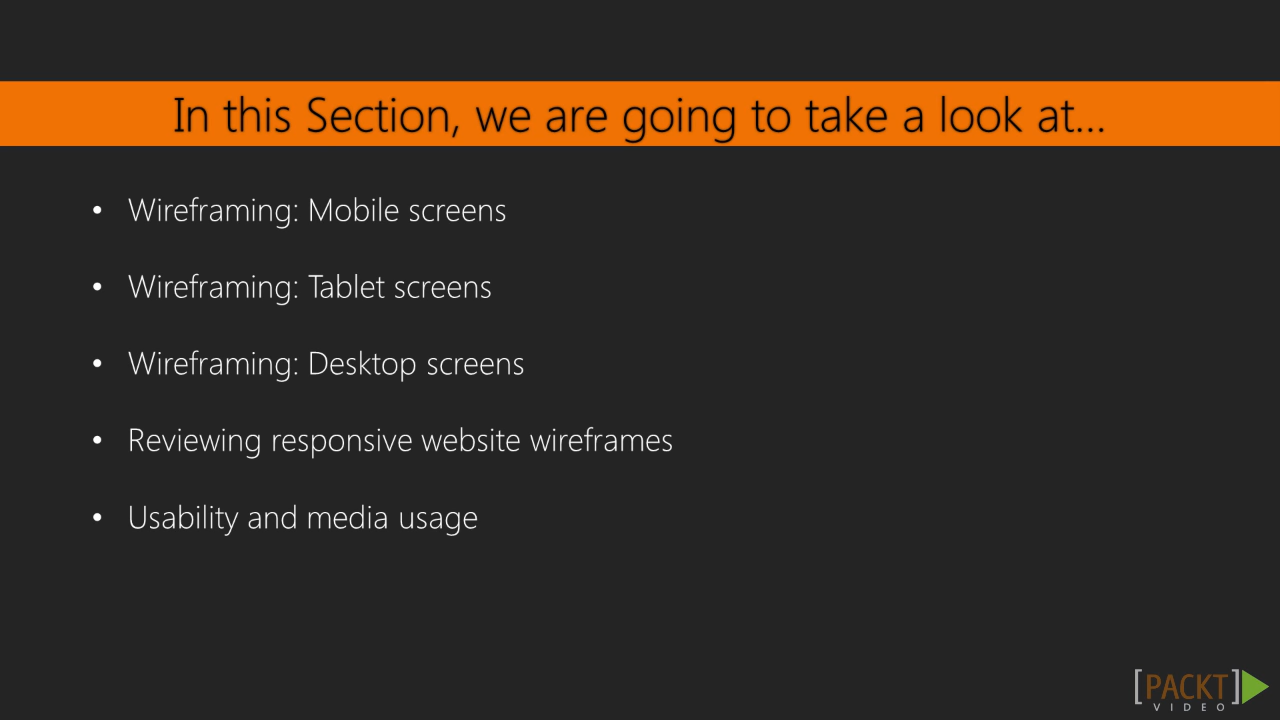 In this Section, we are going to take a look at...
• Wireframing: Mobile screens
• Wireframing: Tablet screens
• Wireframing: Desktop screens
• Reviewing responsive website wireframes
• Usability and media usage
[PACKT]
VIDEO